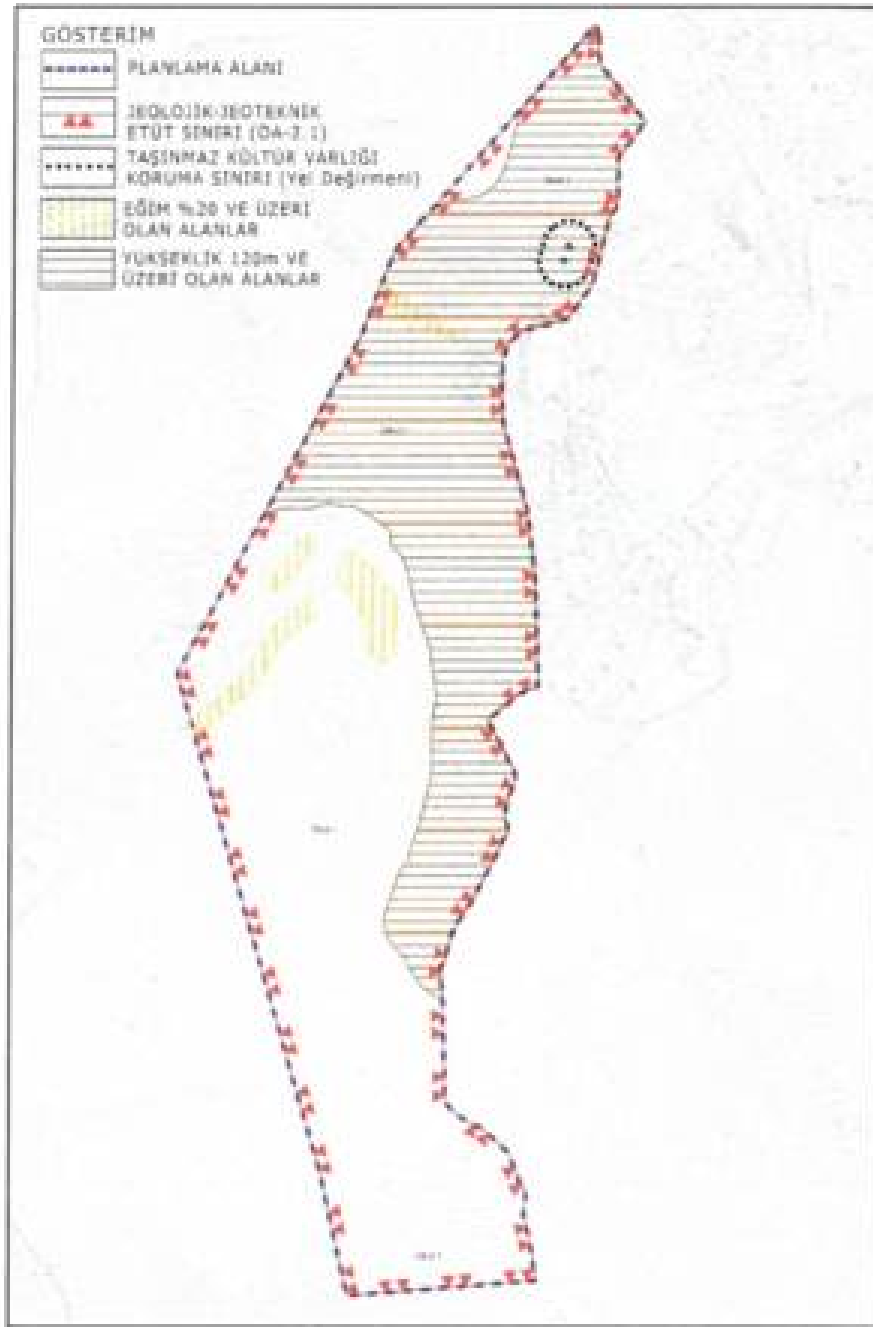 GÖSTERİM
PLANLAMA ALANI
JEOLOJİK-JEOTEKNİK
ETÜT SINIRI (ÖA-2.1)
TAŞINMAZ KÜLTÜR VARLIĞI
KORUMA SINIRI (Yel Değirmeni)
EĞİM %20 VE ÜZERİ
OLAN ALANLAR
YÜKSEKLİK 120m VE
ÜZERİ OLAN ALANLAR